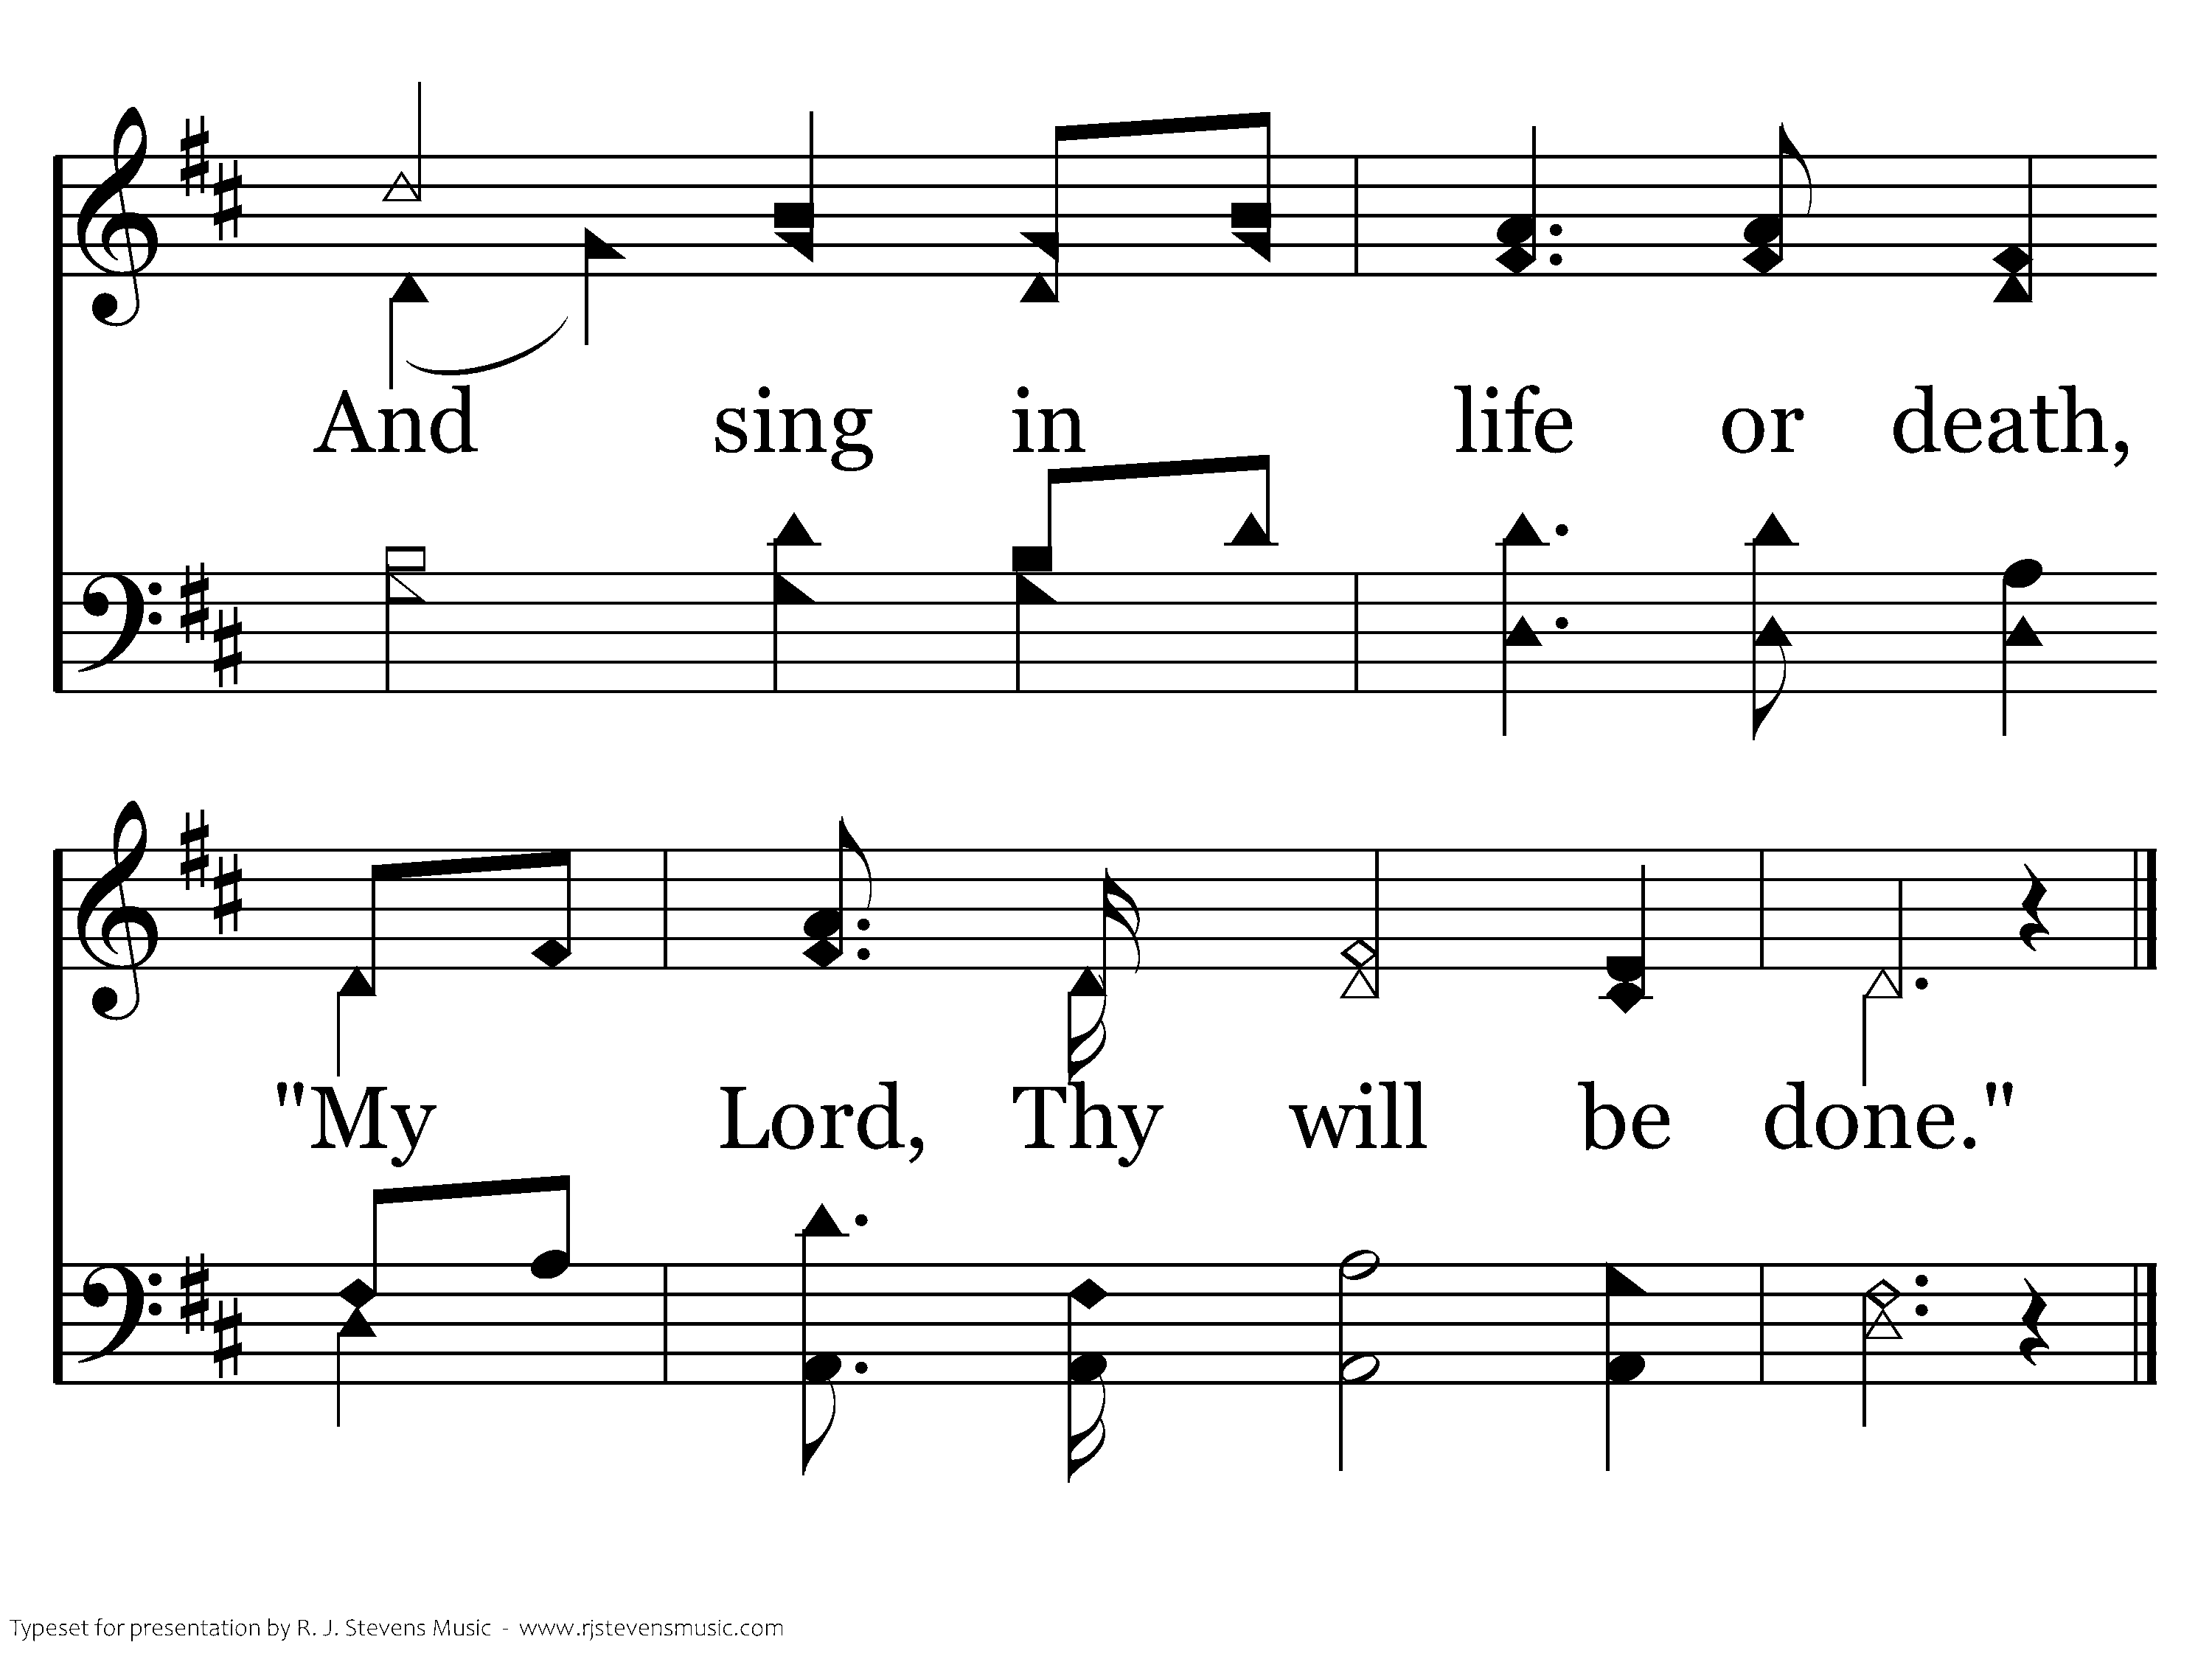 And sing in life or death,
"My Lord, Thy will be done."
Typeset for presentation by R. J. Stevens Music - www.rjstevensmusic.com